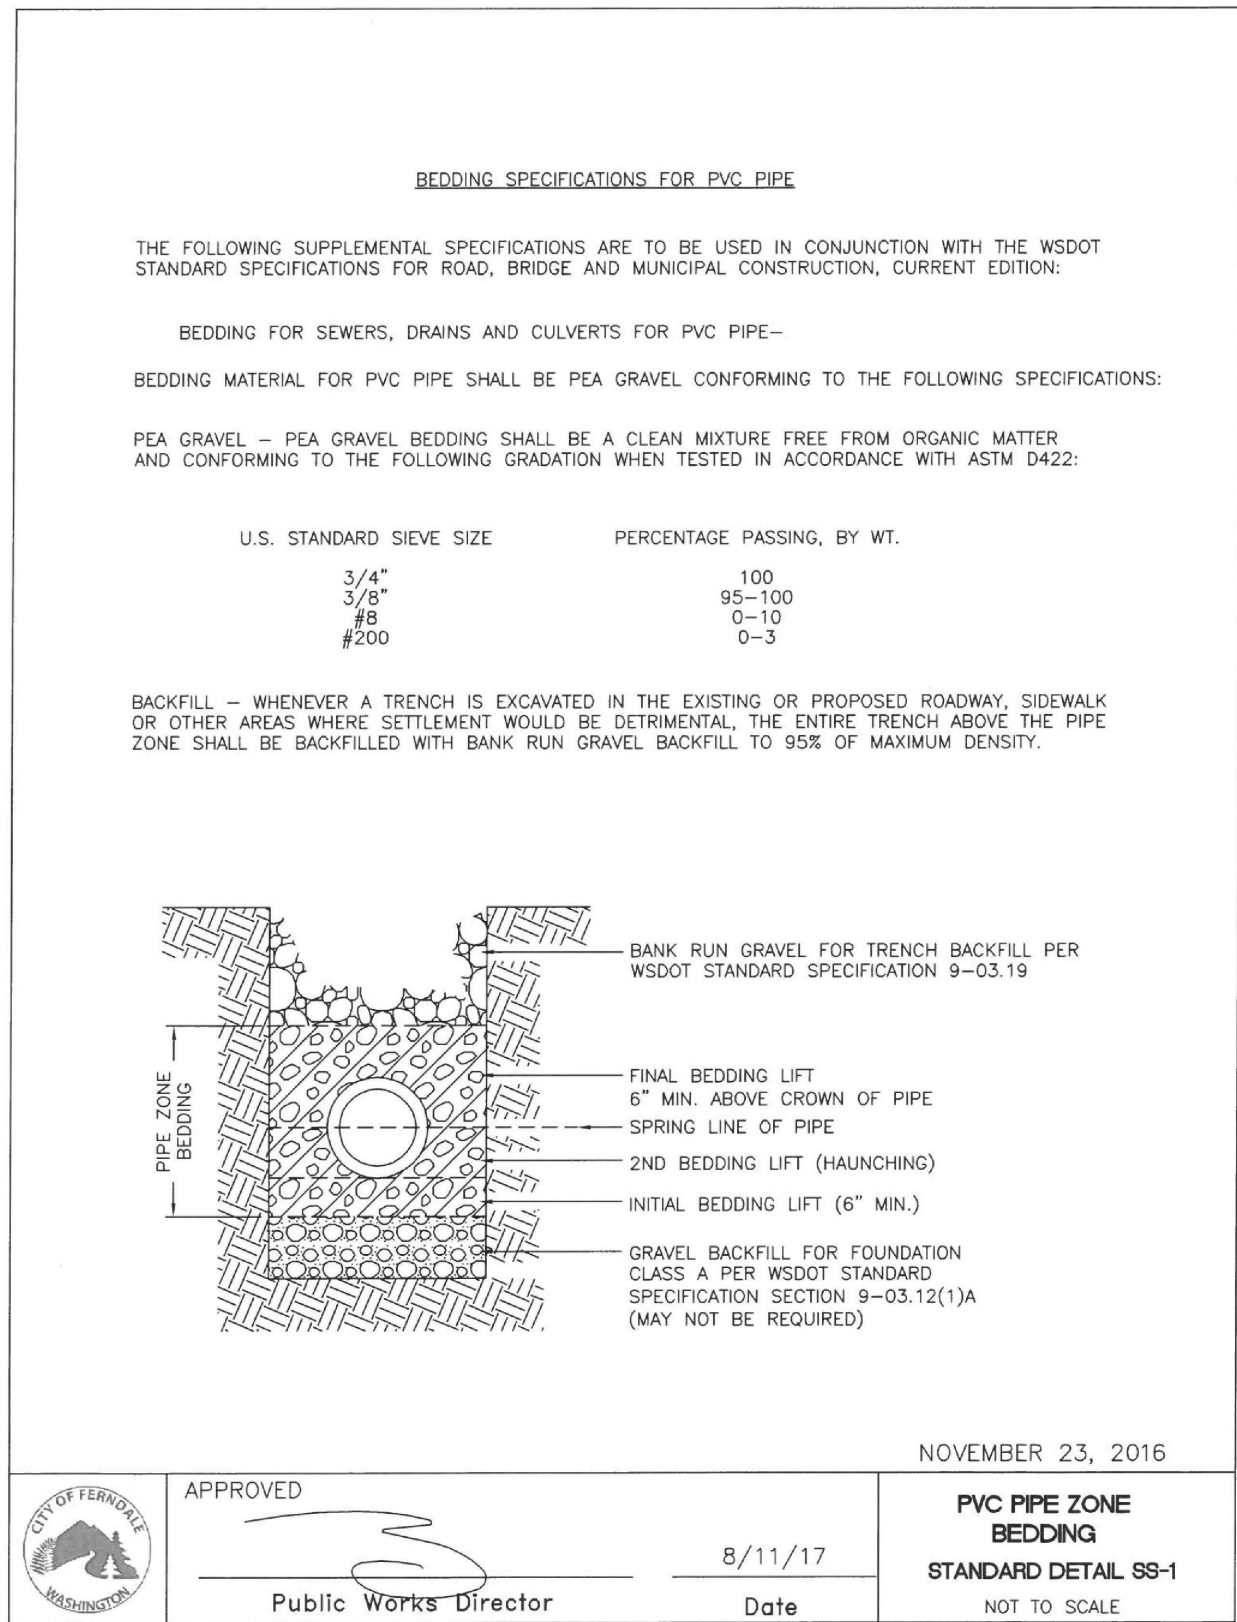 BEDDING SPECIFICATIONS FOR PVC PIPE
THE FOLLOWING SUPPLEMENTAL SPECIFICATIONS ARE TO BE USED IN CONJUNCTION WITH THE WSDOT
STANDARD SPECIFICATIONS FOR ROAD, BRIDGE AND MUNICIPAL CONSTRUCTION, CURRENT EDITION:
BEDDING FOR SEWERS, DRAINS AND CULVERTS FOR PVC PIPE–
BEDDING MATERIAL FOR PVC PIPE SHALL BE PEA GRAVEL CONFORMING TO THE FOLLOWING SPECIFICATIONS:
PEA GRAVEL – PEA GRAVEL BEDDING SHALL BE A CLEAN MIXTURE FREE FROM ORGANIC MATTER
AND CONFORMING TO THE FOLLOWING GRADATION WHEN TESTED IN ACCORDANCE WITH ASTM D422:
U.S. STANDARD SIEVE SIZE PERCENTAGE PASSING, BY WT.
3/4" 100
3/8" 95–100
#8 0–10
#200 0–3
BACKFILL – WHENEVER A TRENCH IS EXCAVATED IN THE EXISTING OR PROPOSED ROADWAY, SIDEWALK
OR OTHER AREAS WHERE SETTLEMENT WOULD BE DETRIMENTAL, THE ENTIRE TRENCH ABOVE THE PIPE
ZONE SHALL BE BACKFILLED WITH BANK RUN GRAVEL BACKFILL TO 95% OF MAXIMUM DENSITY.
BANK RUN GRAVEL FOR TRENCH BACKFILL PER
WSDOT STANDARD SPECIFICATION 9–03.19
PIPE ZONE
BEDDING
FINAL BEDDING LIFT
6" MIN. ABOVE CROWN OF PIPE
SPRING LINE OF PIPE
2ND BEDDING LIFT (HAUNCHING)
INITIAL BEDDING LIFT (6" MIN.)
GRAVEL BACKFILL FOR FOUNDATION
CLASS A PER WSDOT STANDARD
SPECIFICATION SECTION 9–03.12(1)A
(MAY NOT BE REQUIRED)
NOVEMBER 23, 2016
CITY OF FERNDALE
WASHINGTON
APPROVED
8/11/17
Public Works Director
Date
PVC PIPE ZONE
BEDDING
STANDARD DETAIL SS-1
NOT TO SCALE